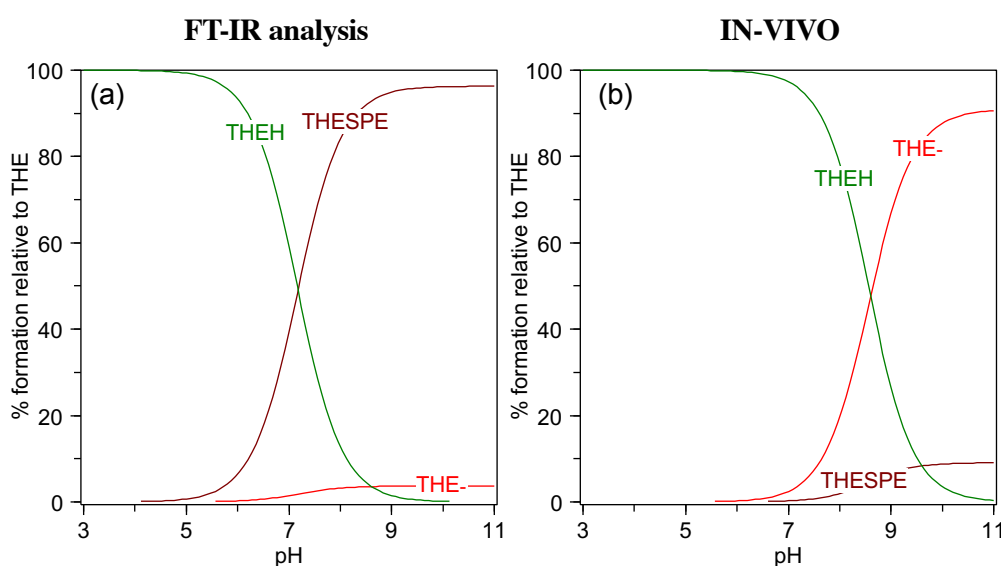 FT-IR analysis
IN-VIVO
(a)
100
80
60
40
20
0
% formation relative to THE
THEH
THESPE
THE-
3
5
7
9
11
pH
(b)
100
80
60
40
20
0
% formation relative to THE
THE-
THEH
THESPE
3
5
7
9
11
pH